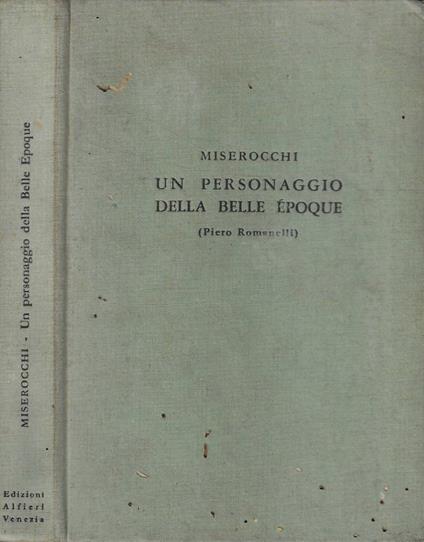 MISEROCCHI - Un personaggio della Belle Epoque
Edizioni
Alfieri
Venezia
MISEROCCHI
UN PERSONAGGIO
DELLA BELLE ÉPOQUE
(Piero Romanelli)